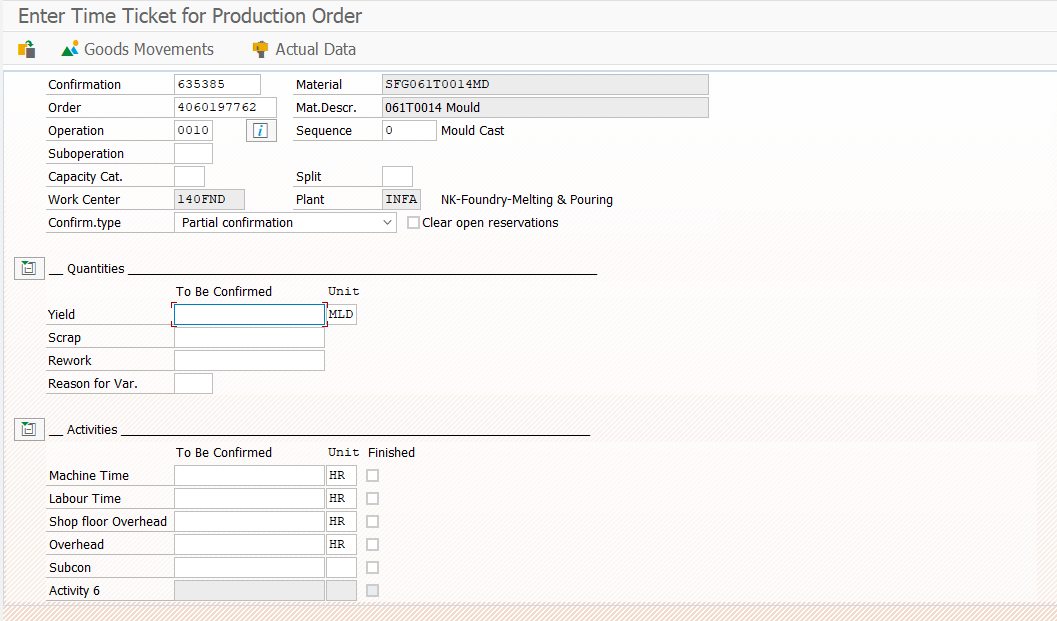 Enter Time Ticket for Production Order
Goods Movements Actual Data
Confirmation 635385 Material SFG061T0014MD
Order 4060197762 Mat.Descr. 061T0014 Mould
Operation 0010 i Sequence 0 Mould Cast
Suboperation
Capacity Cat. Split
Work Center 140FND Plant INFA NK-Foundry-Melting & Pouring
Confirm.type Partial confirmation Clear open reservations
Quantities
To Be Confirmed Unit
Yield MLD
Scrap
Rework
Reason for Var.
Activities
To Be Confirmed Unit Finished
Machine Time HR
Labour Time HR
Shop floor Overhead HR
Overhead HR
Subcon
Activity 6